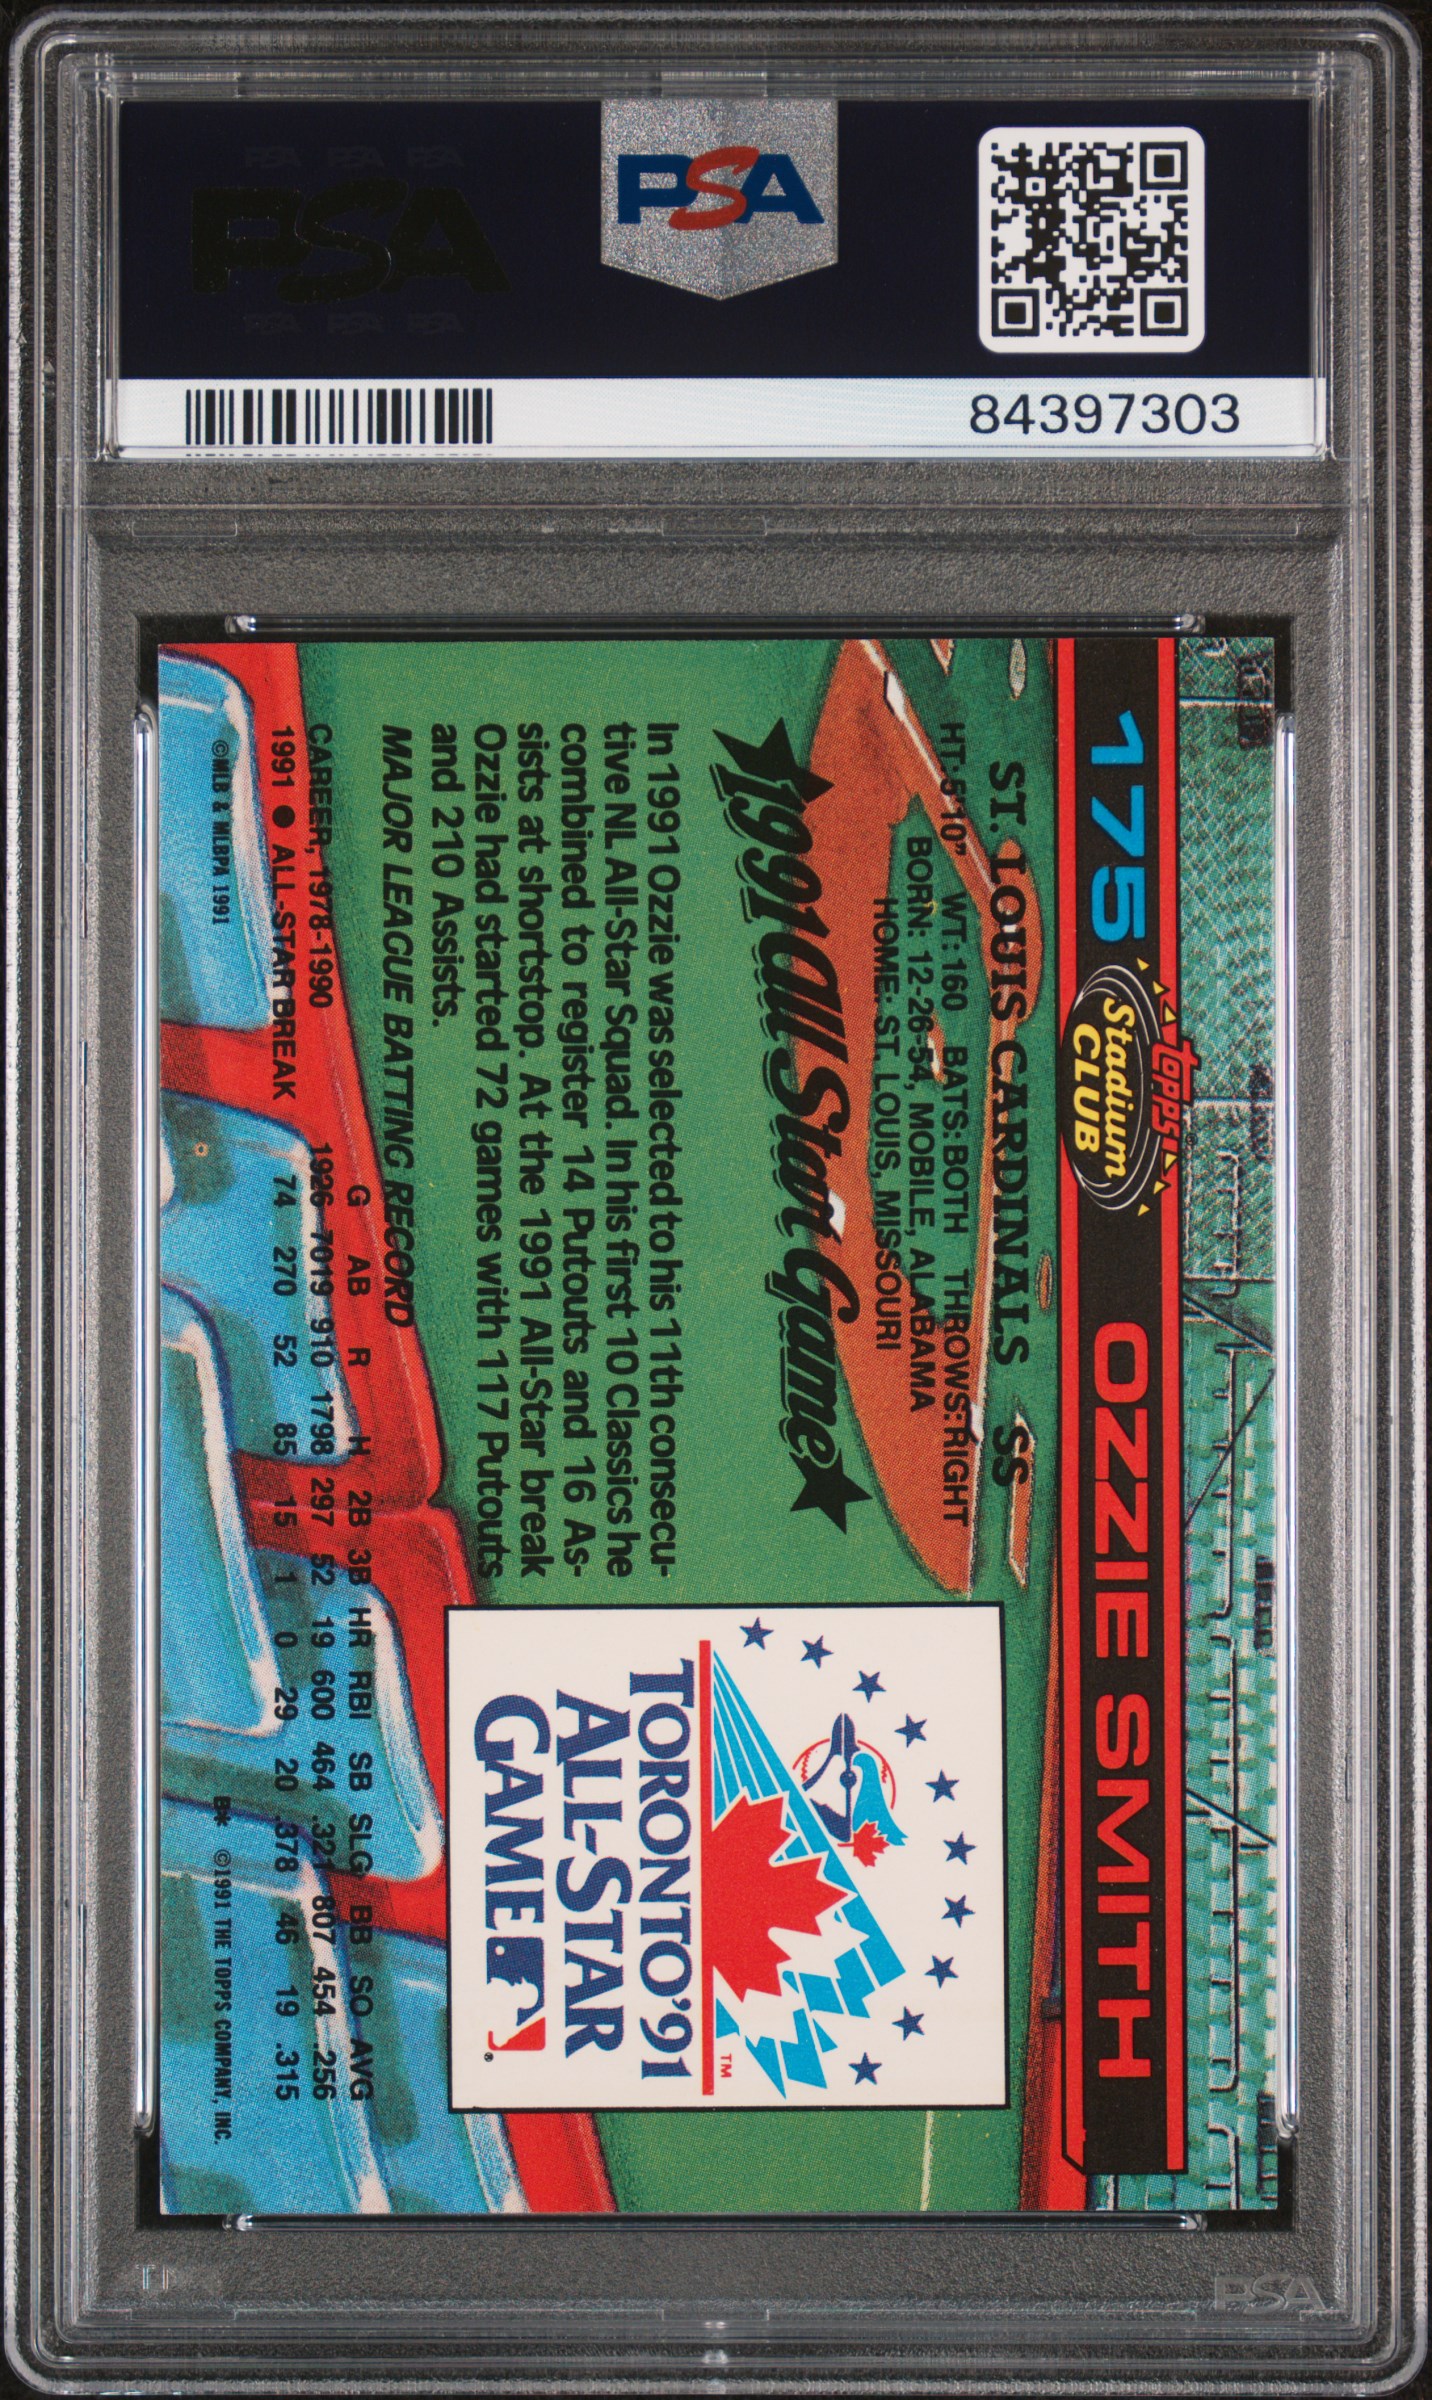 PSA
PSA
84397303
175
Topps
Stadium
CLUB
OZZIE SMITH
ST. LOUIS CARDINALS SS
HT: 5'10" WT: 160 BATS: BOTH THROWS: RIGHT
BORN: 12-26-54, MOBILE, ALABAMA
HOME: ST. LOUIS, MISSOURI
1991 All Star Game
In 1991 Ozzie was selected to his 11th consecu-
tive NL All-Star Squad. In his first 10 Classics he
combined to register 14 Putouts and 16 As-
sists at shortstop. At the 1991 All-Star break
Ozzie had started 72 games with 117 Putouts
and 210 Assists.
TORONTO'91
ALL-STAR
GAME
TM
MAJOR LEAGUE BATTING RECORD
G AB R H 2B 3B HR RBI SB SLG BB SO AVG
CAREER, 1978-1990 1926 7019 910 1798 297 52 19 600 464 807 454 .256
1991 ● ALL-STAR BREAK 74 270 52 85 15 1 0 29 20 .378 46 19 .315
©MLB & MLBPA 1991
B* ©1991 THE TOPPS COMPANY, INC.
PSA